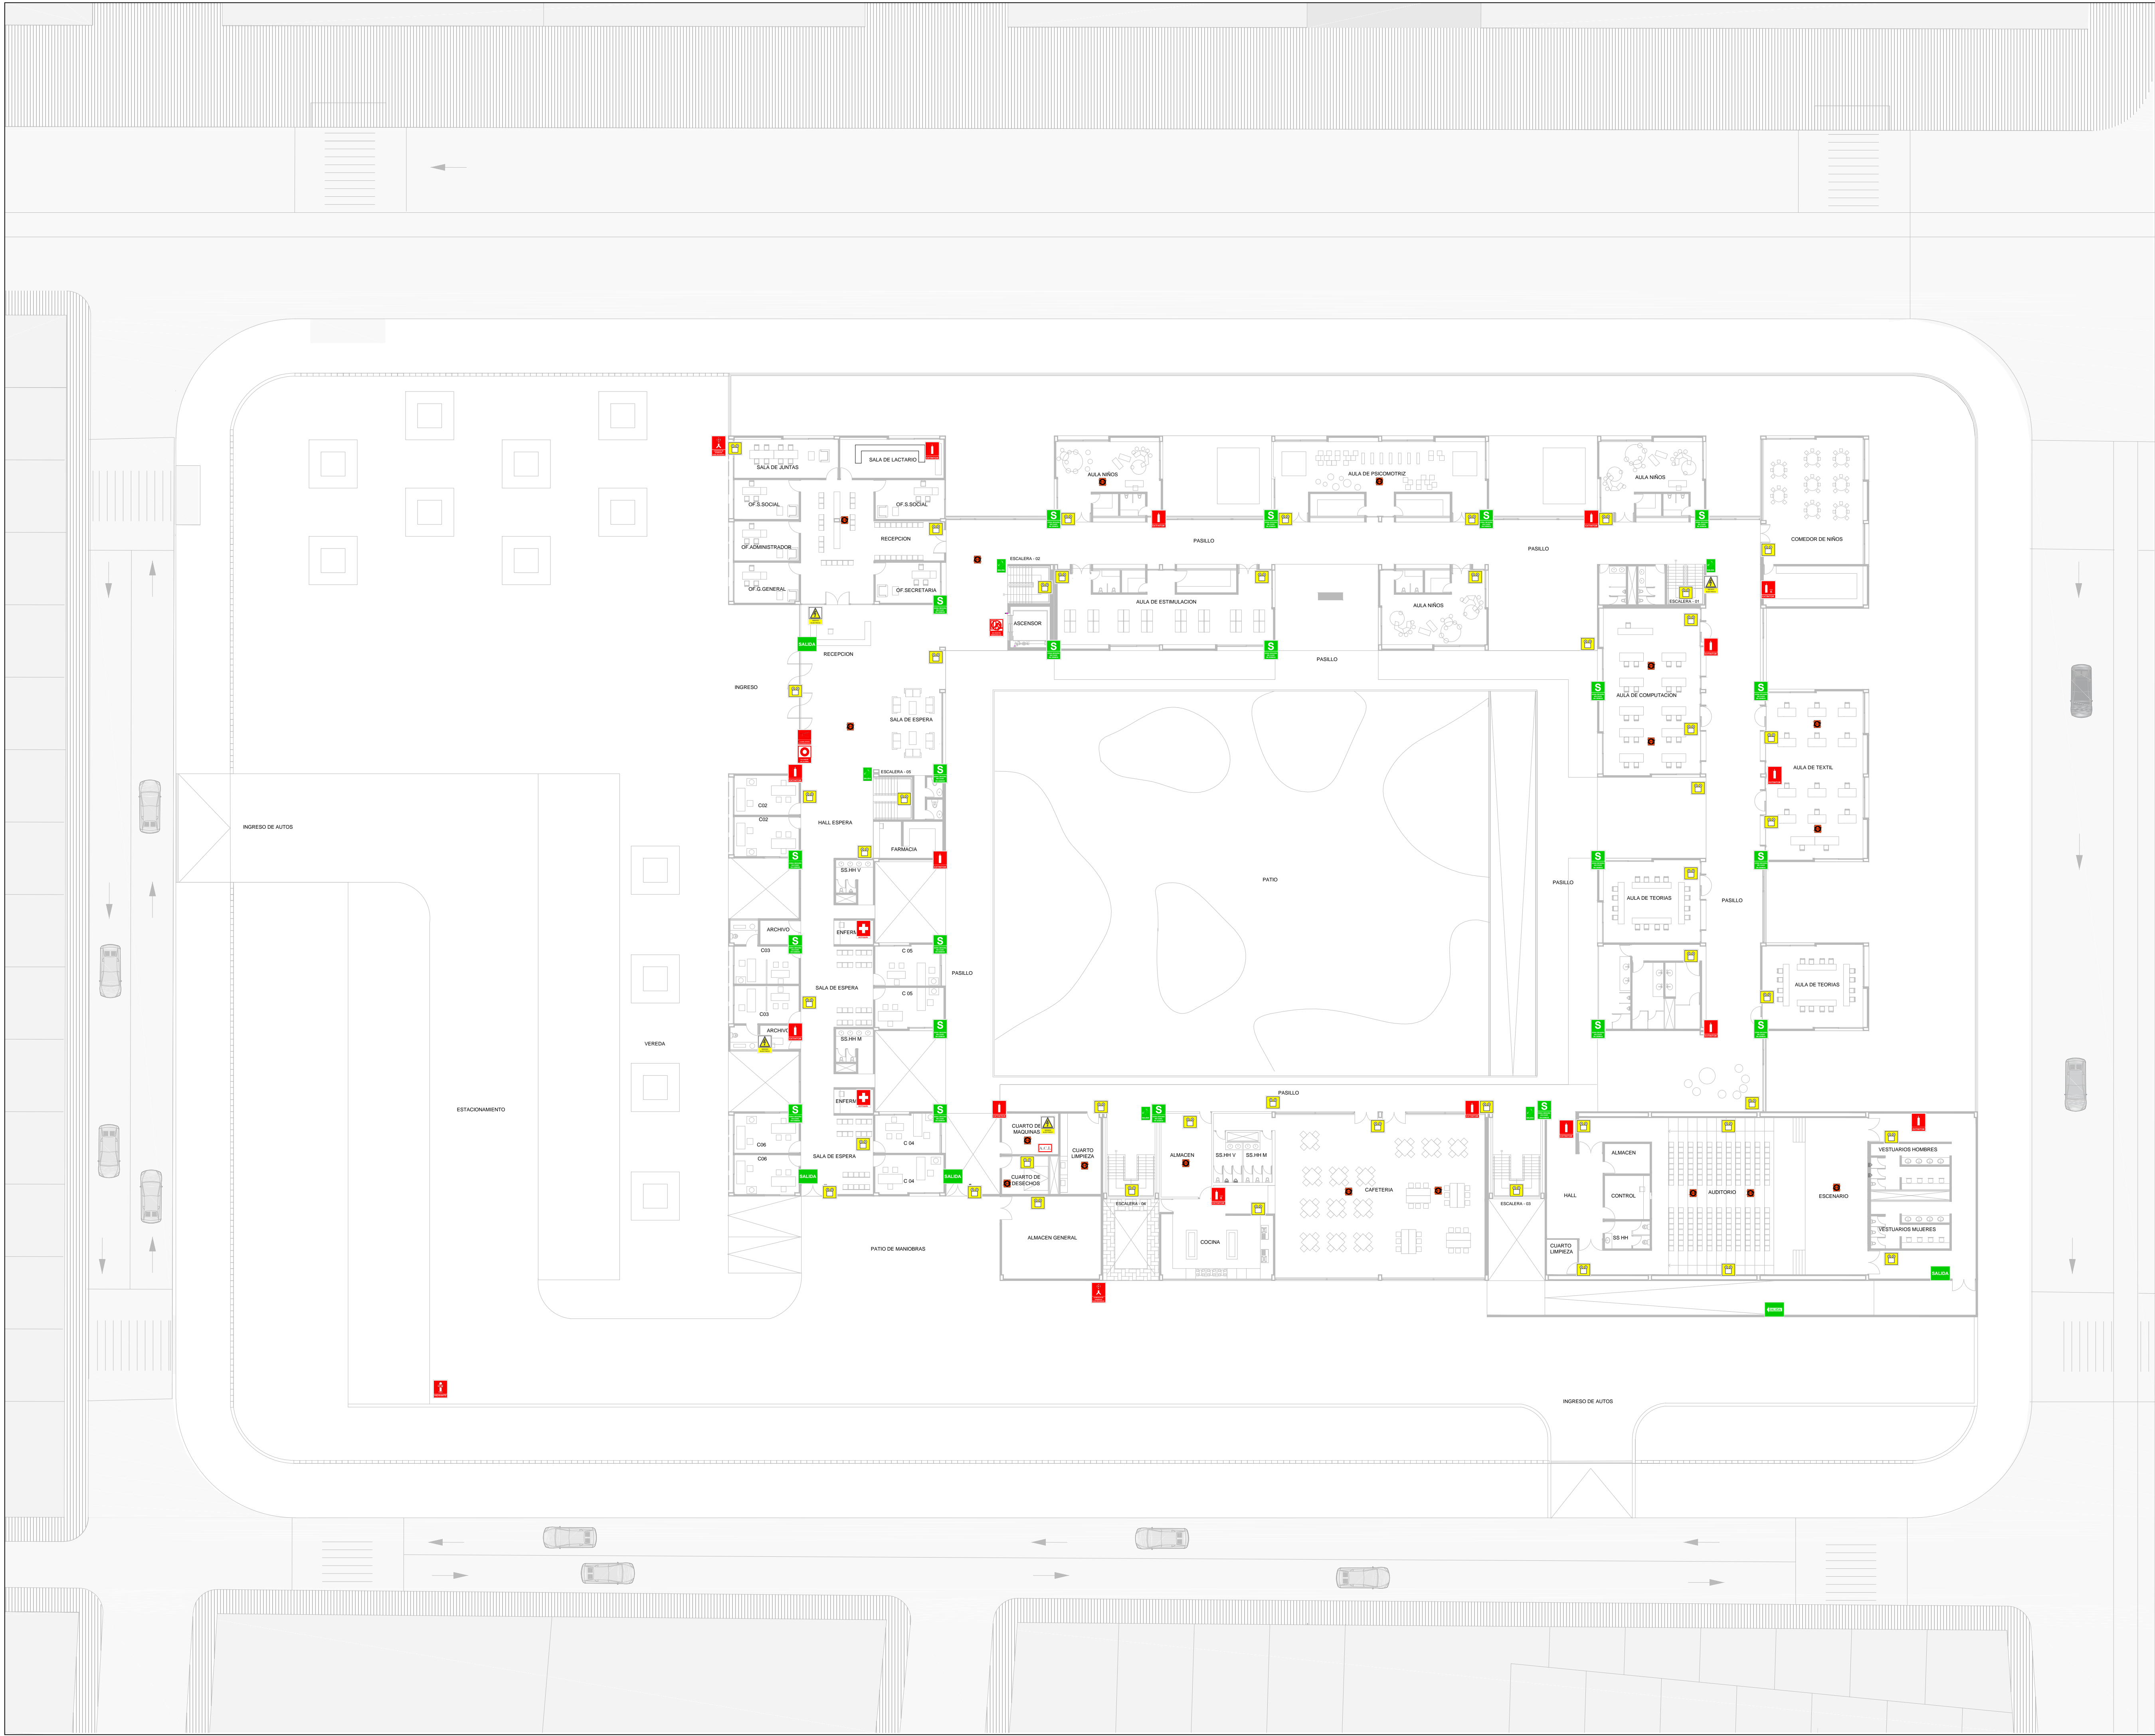 SALA DE JUNTAS
SALA DE LACTARIO
AULA NIÑOS
AULA DE PSICOMOTRIZ
AULA NIÑOS
OF.S.SOCIAL
OF.S.SOCIAL
RECEPCION
OF.ADMINISTRADOR
OF.G.GENERAL
OF.SECRETARIA
COMEDOR DE NIÑOS
PASILLO
PASILLO
ESCALERA - 02
ESCALERA - 01
AULA DE ESTIMULACION
AULA NIÑOS
ASCENSOR
S
S
S
S
S
S
S
SALIDA
RECEPCION
PASILLO
INGRESO
SALA DE ESPERA
AULA DE COMPUTACION
S
S
AULA DE TEXTIL
ESCALERA - 05
S
C02
C02
HALL ESPERA
FARMACIA
INGRESO DE AUTOS
S
SS.HH V
S
S
PATIO
PASILLO
AULA DE TEORIAS
PASILLO
ARCHIVO
ENFERM
S
S
C03
C 05
PASILLO
SALA DE ESPERA
C 05
AULA DE TEORIAS
C03
ARCHIVO
SS.HH M
S
S
S
VEREDA
ENFERM
PASILLO
ESTACIONAMIENTO
S
S
S
S
C06
C06
SALA DE ESPERA
C 04
C 04
SALIDA
SALIDA
CUARTO DE
MAQUINAS
CUARTO
LIMPIEZA
CUARTO DE
DESECHOS
ALMACEN
SS.HH V
SS.HH M
CAFETERIA
ESCALERA - 04
ESCALERA - 03
COCINA
ALMACEN GENERAL
PATIO DE MANIOBRAS
HALL
ALMACEN
CONTROL
SS HH
CUARTO
LIMPIEZA
AUDITORIO
ESCENARIO
VESTUARIOS HOMBRES
VESTUARIOS MUJERES
SALIDA
INGRESO DE AUTOS